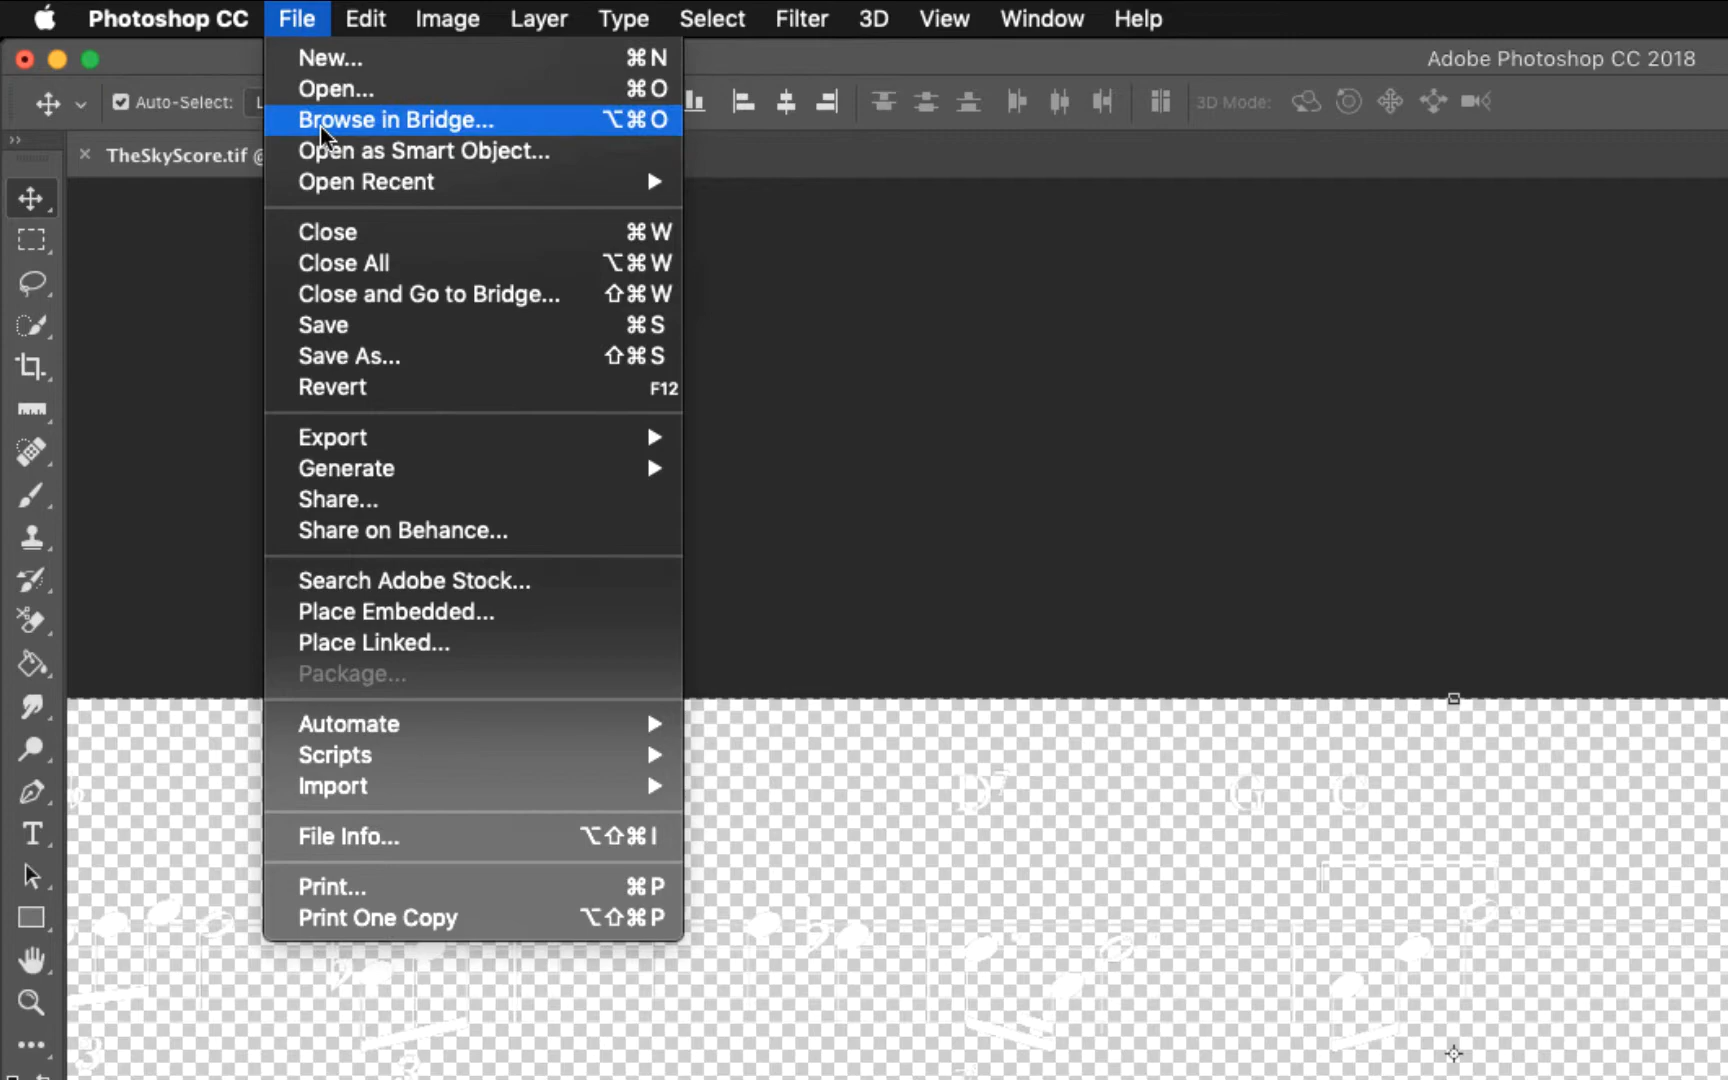 Photoshop CC File Edit Image Layer Type Select Filter 3D View Window Help
Adobe Photoshop CC 2018
Auto-Select:
3D Mode:
TheSkyScore.tif @
New... ⌘N
Open... ⌘O
Browse in Bridge... ⌥⌘O
Open as Smart Object...
Open Recent
Close ⌘W
Close All ⌥⌘W
Close and Go to Bridge... ⇧⌘W
Save ⌘S
Save As... ⇧⌘S
Revert F12
Export
Generate
Share...
Share on Behance...
Search Adobe Stock...
Place Embedded...
Place Linked...
Package...
Automate
Scripts
Import
File Info... ⌥⇧⌘I
Print... ⌘P
Print One Copy ⌥⇧⌘P
D7 G C
3
3